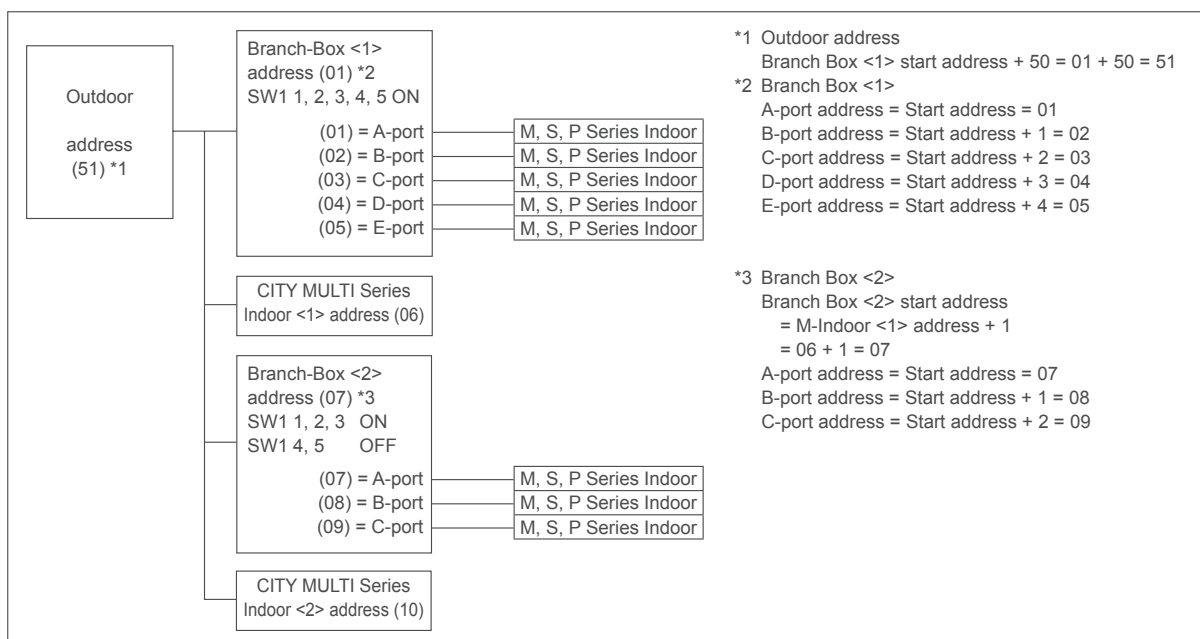 Outdoor
address
(51) *1
Branch-Box <1>
address (01) *2
SW1 1, 2, 3, 4, 5 ON
(01) = A-port
M, S, P Series Indoor
(02) = B-port
M, S, P Series Indoor
(03) = C-port
M, S, P Series Indoor
(04) = D-port
M, S, P Series Indoor
(05) = E-port
M, S, P Series Indoor
CITY MULTI Series
Indoor <1> address (06)
Branch-Box <2>
address (07) *3
SW1 1, 2, 3 ON
SW1 4, 5 OFF
(07) = A-port
M, S, P Series Indoor
(08) = B-port
M, S, P Series Indoor
(09) = C-port
M, S, P Series Indoor
CITY MULTI Series
Indoor <2> address (10)
*1 Outdoor address
Branch Box <1> start address + 50 = 01 + 50 = 51
*2 Branch Box <1>
A-port address = Start address = 01
B-port address = Start address + 1 = 02
C-port address = Start address + 2 = 03
D-port address = Start address + 3 = 04
E-port address = Start address + 4 = 05
*3 Branch Box <2>
Branch Box <2> start address
= M-Indoor <1> address + 1
= 06 + 1 = 07
A-port address = Start address = 07
B-port address = Start address + 1 = 08
C-port address = Start address + 2 = 09